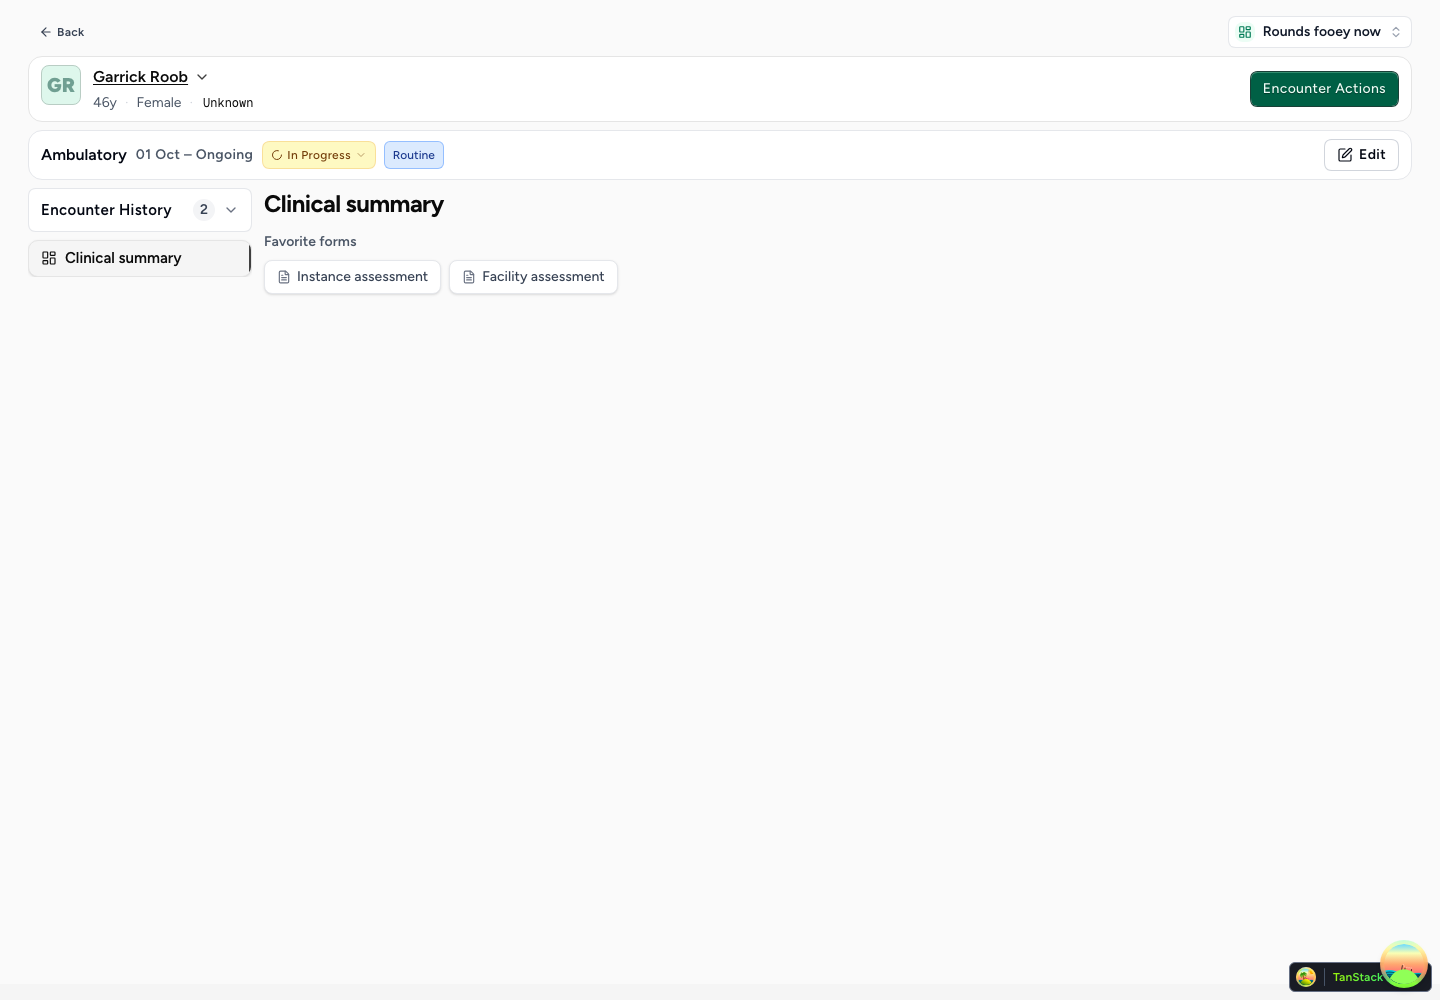 Back
Rounds fooey now
GR
Garrick Roob
46y · Female · Unknown
Encounter Actions
Ambulatory 01 Oct – Ongoing In Progress Routine
Edit
Encounter History 2
Clinical summary
Clinical summary
Favorite forms
Instance assessment Facility assessment
TanStack